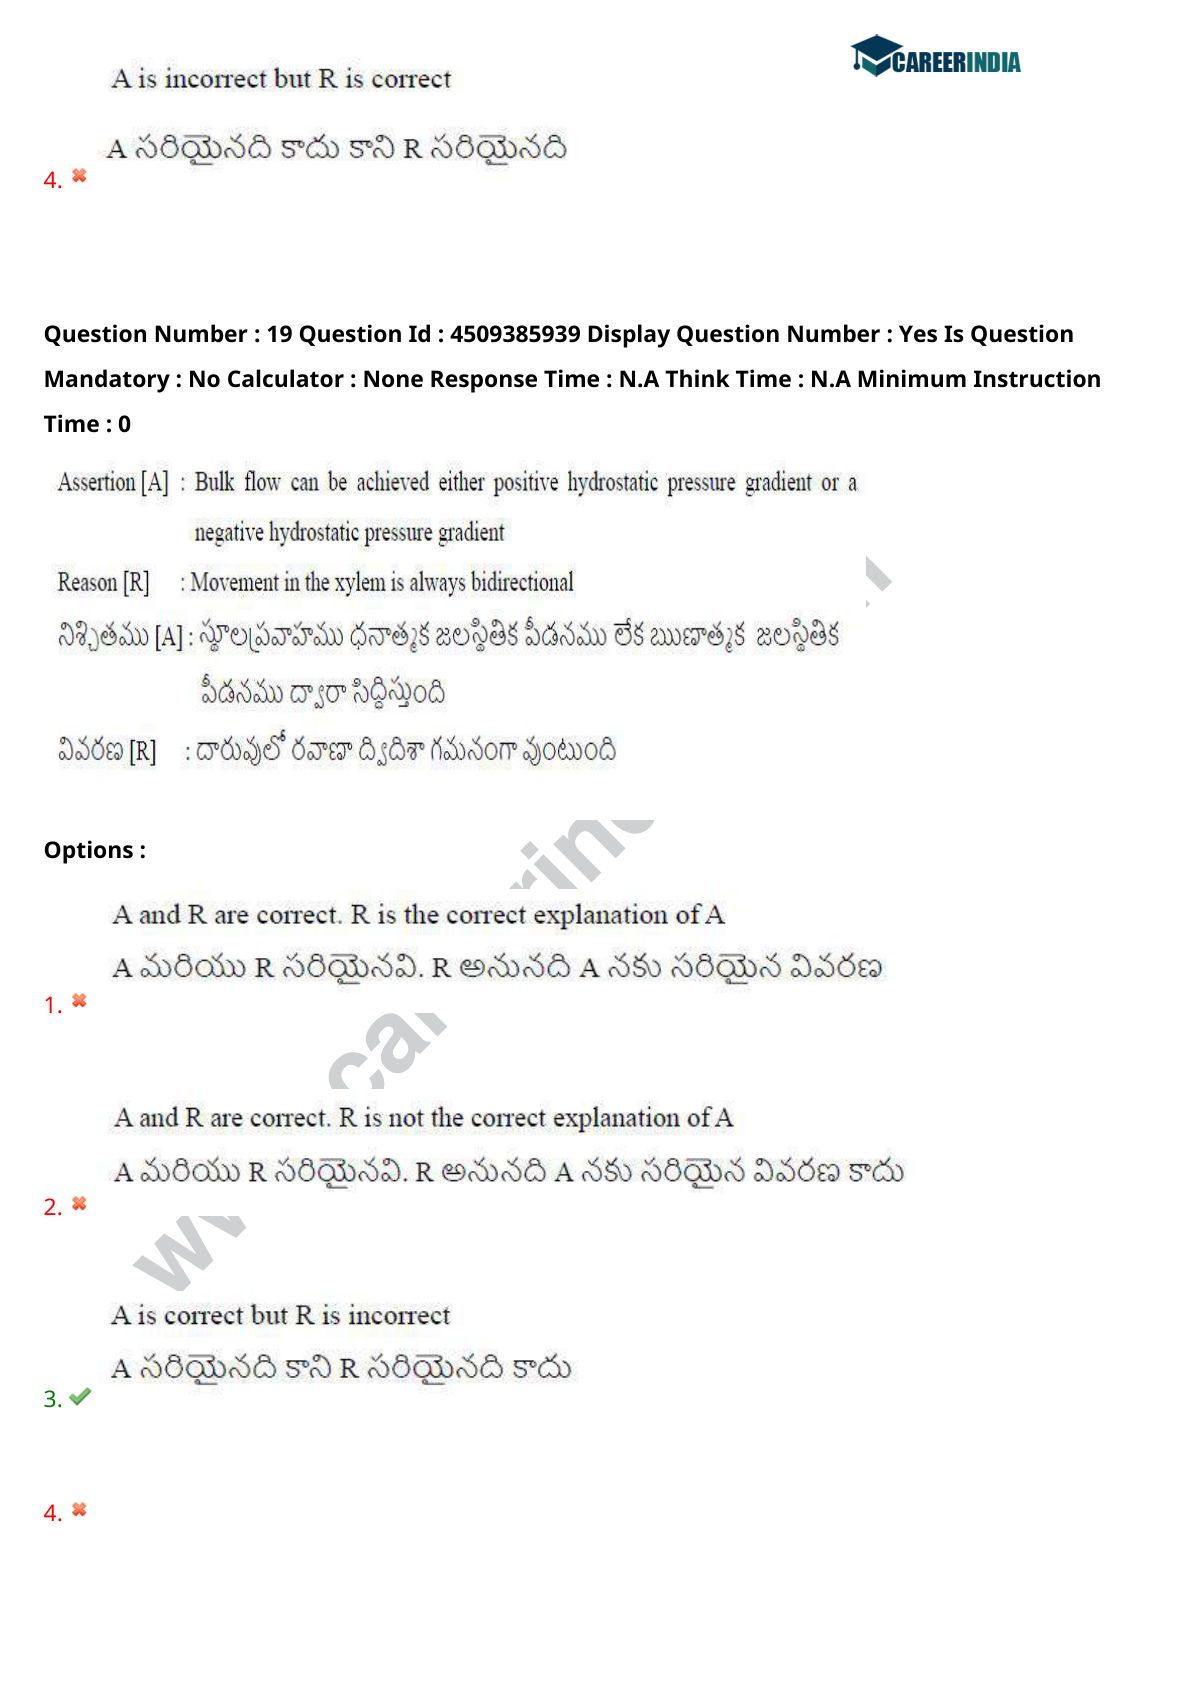 CAREERINDIA
A is incorrect but R is correct
A సరియైనది కాదు కాని R సరియైనది
4.
Question Number : 19 Question Id : 4509385939 Display Question Number : Yes Is Question
Mandatory : No Calculator : None Response Time : N.A Think Time : N.A Minimum Instruction
Time : 0
Assertion [A] : Bulk flow can be achieved either positive hydrostatic pressure gradient or a
negative hydrostatic pressure gradient
Reason [R] : Movement in the xylem is always bidirectional
నిశ్చితము [A] : స్థూలప్రవాహము ధనాత్మక జలస్థితిక పీడనము లేక ఋణాత్మక జలస్థితిక
పీడనము ద్వారా సిద్ధిస్తుంది
వివరణ [R] : దారువులో రవాణా ద్విదిశా గమనంగా వుంటుంది
Options :
A and R are correct. R is the correct explanation of A
A మరియు R సరియైనవి. R అనునది A నకు సరియైన వివరణ
1.
A and R are correct. R is not the correct explanation of A
A మరియు R సరియైనవి. R అనునది A నకు సరియైన వివరణ కాదు
2.
A is correct but R is incorrect
A సరియైనది కాని R సరియైనది కాదు
3.
4.